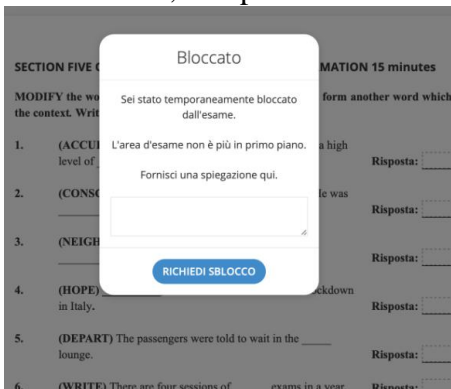 SECTION FIVE
MATION 15 minutes
MODIFY the wo
form another word which
the context. Writ
Bloccato
Sei stato temporaneamente bloccato
dall'esame.
L'area d'esame non è più in primo piano.
Fornisci una spiegazione qui.
RICHIEDI SBLOCCO
1. (ACCU
a high
level of
Risposta:
2. (CONSC
He was
Risposta:
3. (NEIGH
Risposta:
4. (HOPE)
ckdown
in Italy.
Risposta:
5. (DEPART) The passengers were told to wait in the
lounge.
Risposta:
6. (WRITE) There are four sessions of exams in a year.
Risposta: